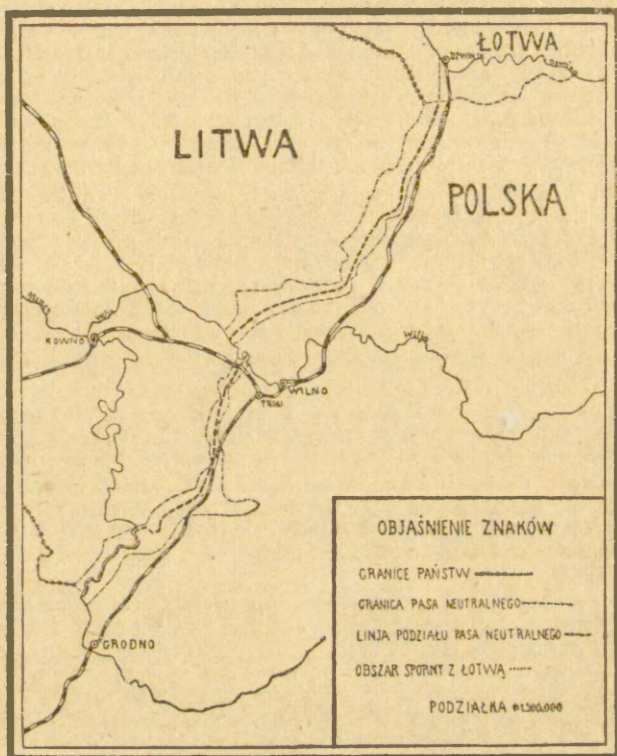 ŁOTWA
LITWA
POLSKA
KOWNO
WILNO
TROKI
GRODNO
OBJAŚNIENIE ZNAKÓW
GRANICE PAŃSTW
GRANICA PASA NEUTRALNEGO
LINJA PODZIAŁU PASA NEUTRALNEGO
OBSZAR SPORNY Z ŁOTWĄ
PODZIAŁKA